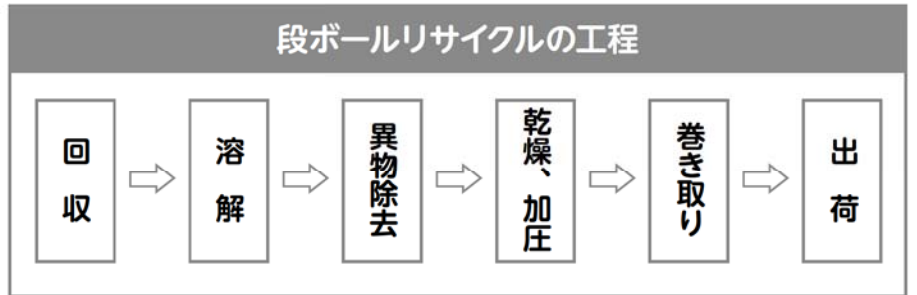 段ボールリサイクルの工程
回収
溶解
異物除去
乾燥、加圧
巻き取り
出荷